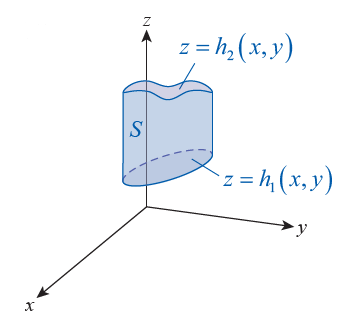 z
z = h₂(x, y)
S
z = h₁(x, y)
y
x